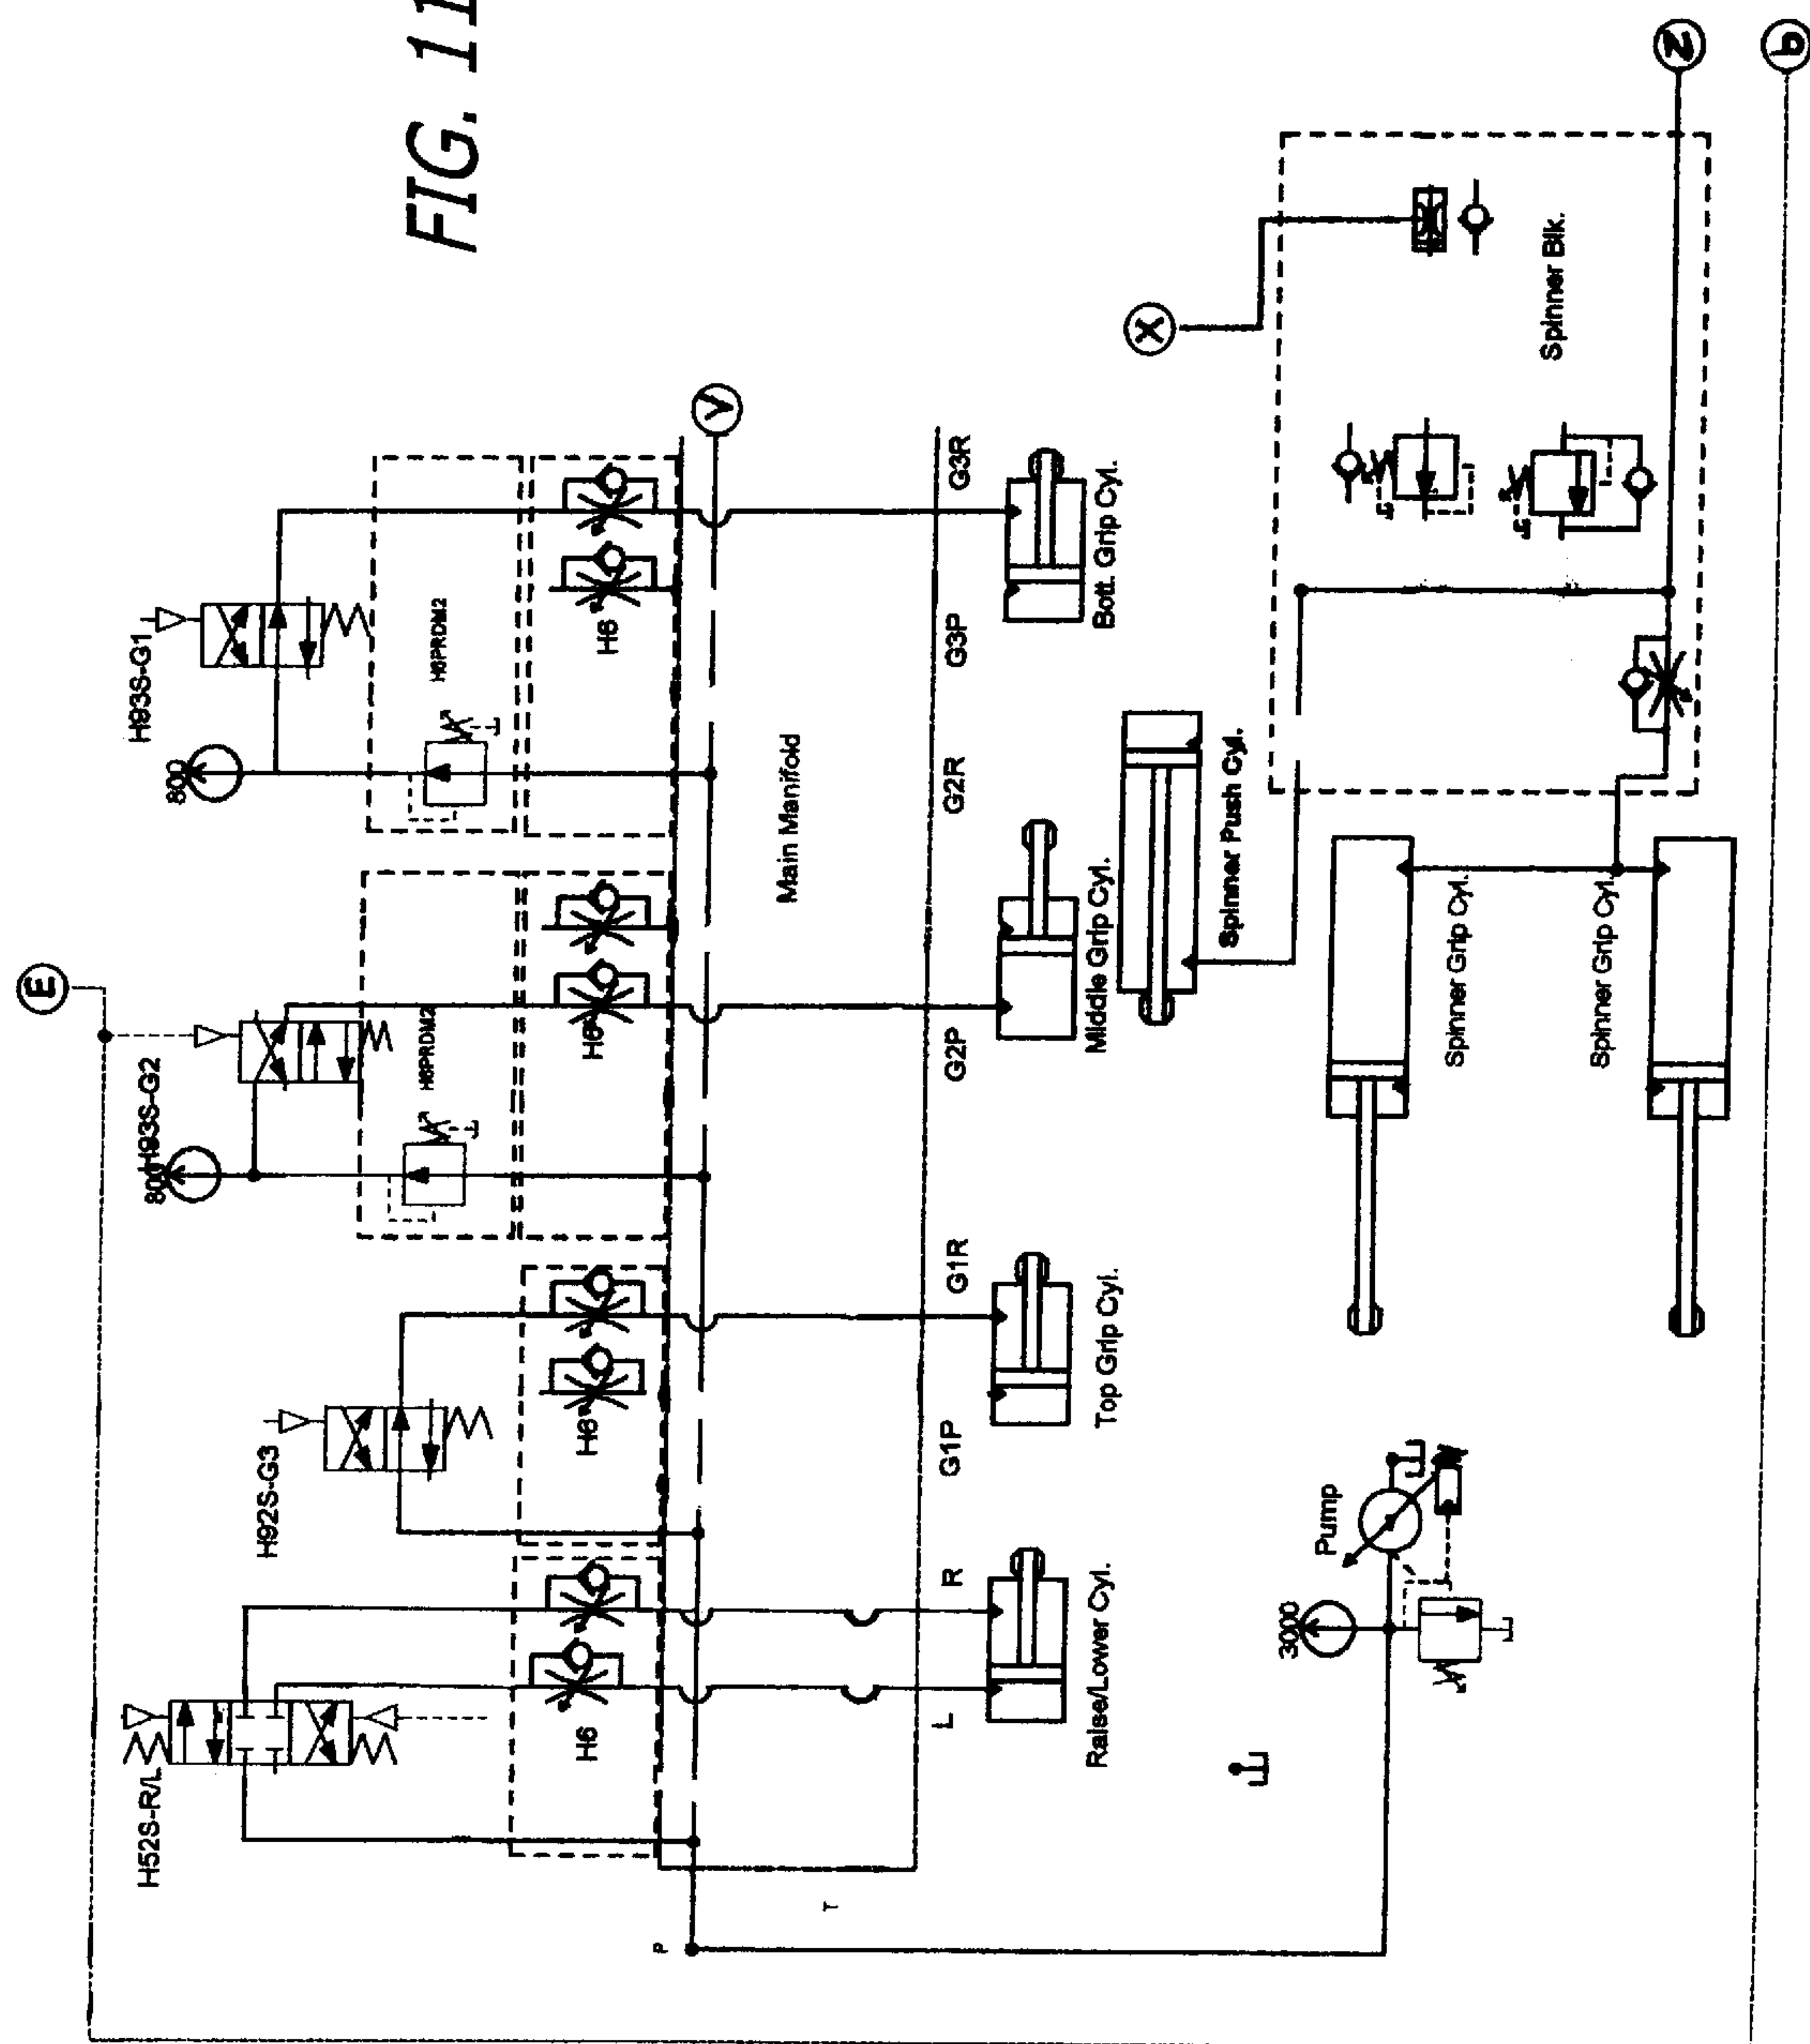 FIG. 11
E
H52S-R/L
H92S-G3
H93S-G2
H93S-G1
800
800
H6PRDM2
H6PRDM2
H6
H6
H6
H6
Y
P
T
Main Manifold
L
R
G1P
G1R
G2P
G2R
G3P
G3R
Raise/Lower Cyl.
Top Grip Cyl.
Middle Grip Cyl.
Bott. Grip Cyl.
Spinner Push Cyl.
X
3000
Pump
Spinner Grip Cyl.
Spinner Grip Cyl.
Spinner Blk.
Z
b